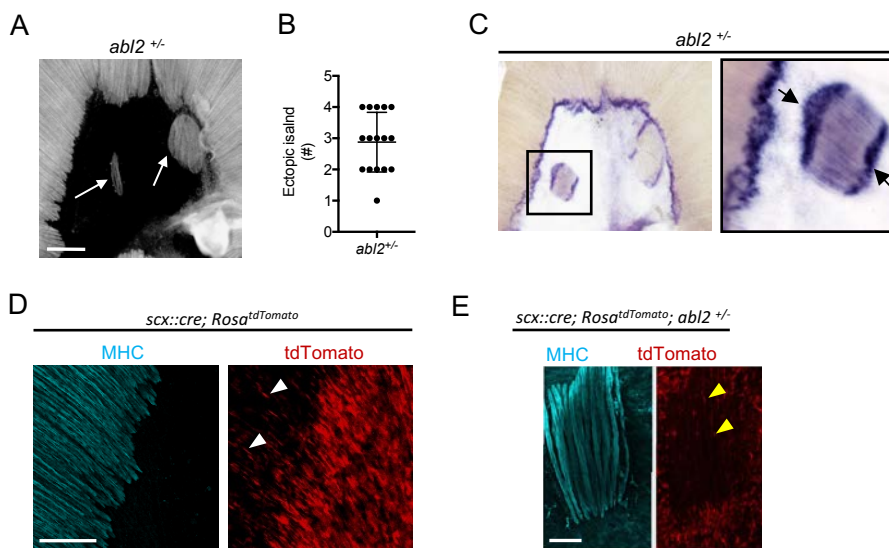 A
abl2 +/-
B
Ectopic isalnd
(#)
5
4
3
2
1
0
abl2+/-
C
abl2 +/-
D
scx::cre; RosatdTomato
MHC
tdTomato
E
scx::cre; RosatdTomato; abl2 +/-
MHC
tdTomato